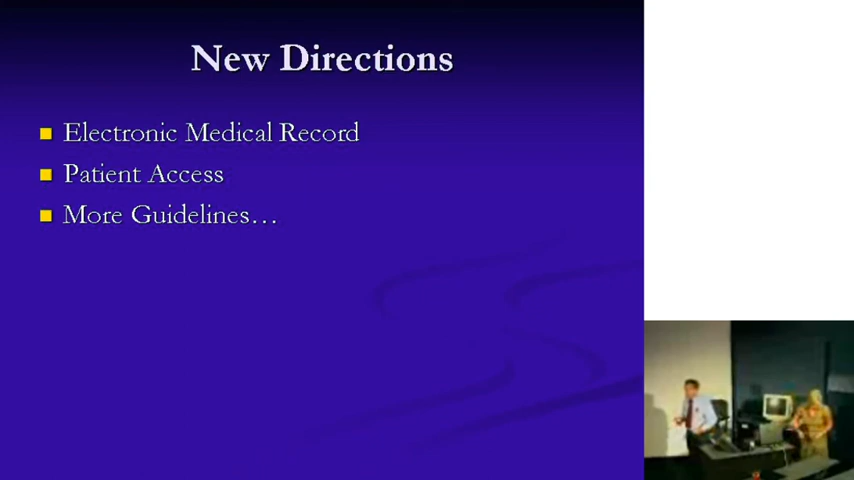 New Directions
Electronic Medical Record
Patient Access
More Guidelines…